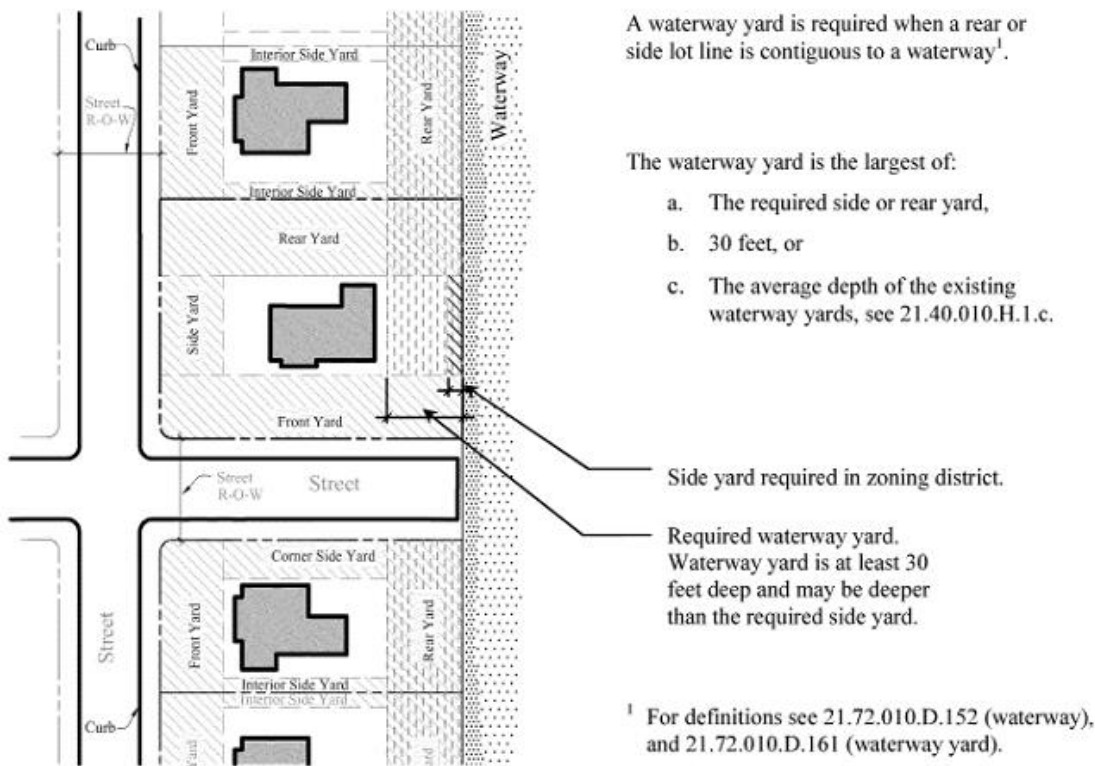 Curb
Street
R-O-W
Front Yard
Interior Side Yard
Rear Yard
Waterway
Interior Side Yard
Rear Yard
Side Yard
Front Yard
Street
R-O-W
Street
Corner Side Yard
Street
Front Yard
Rear Yard
Interior Side Yard
Interior Side Yard
Curb
Yard
Yard
A waterway yard is required when a rear or
side lot line is contiguous to a waterway¹.
The waterway yard is the largest of:
a. The required side or rear yard,
b. 30 feet, or
c. The average depth of the existing
waterway yards, see 21.40.010.H.1.c.
Side yard required in zoning district.
Required waterway yard.
Waterway yard is at least 30
feet deep and may be deeper
than the required side yard.
¹ For definitions see 21.72.010.D.152 (waterway),
and 21.72.010.D.161 (waterway yard).